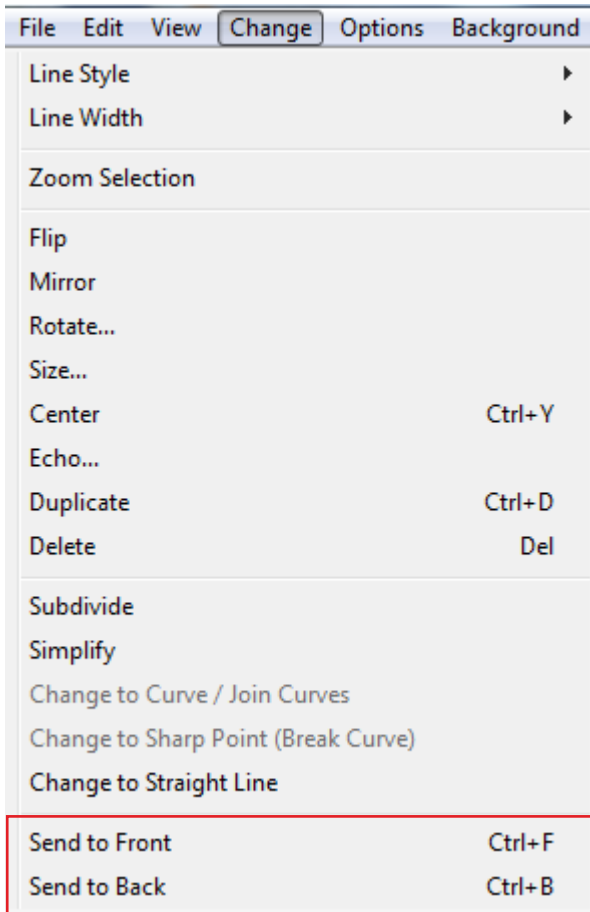 File Edit View Change Options Background
Line Style
Line Width
Zoom Selection
Flip
Mirror
Rotate...
Size...
Center Ctrl+Y
Echo...
Duplicate Ctrl+D
Delete Del
Subdivide
Simplify
Change to Curve / Join Curves
Change to Sharp Point (Break Curve)
Change to Straight Line
Send to Front Ctrl+F
Send to Back Ctrl+B